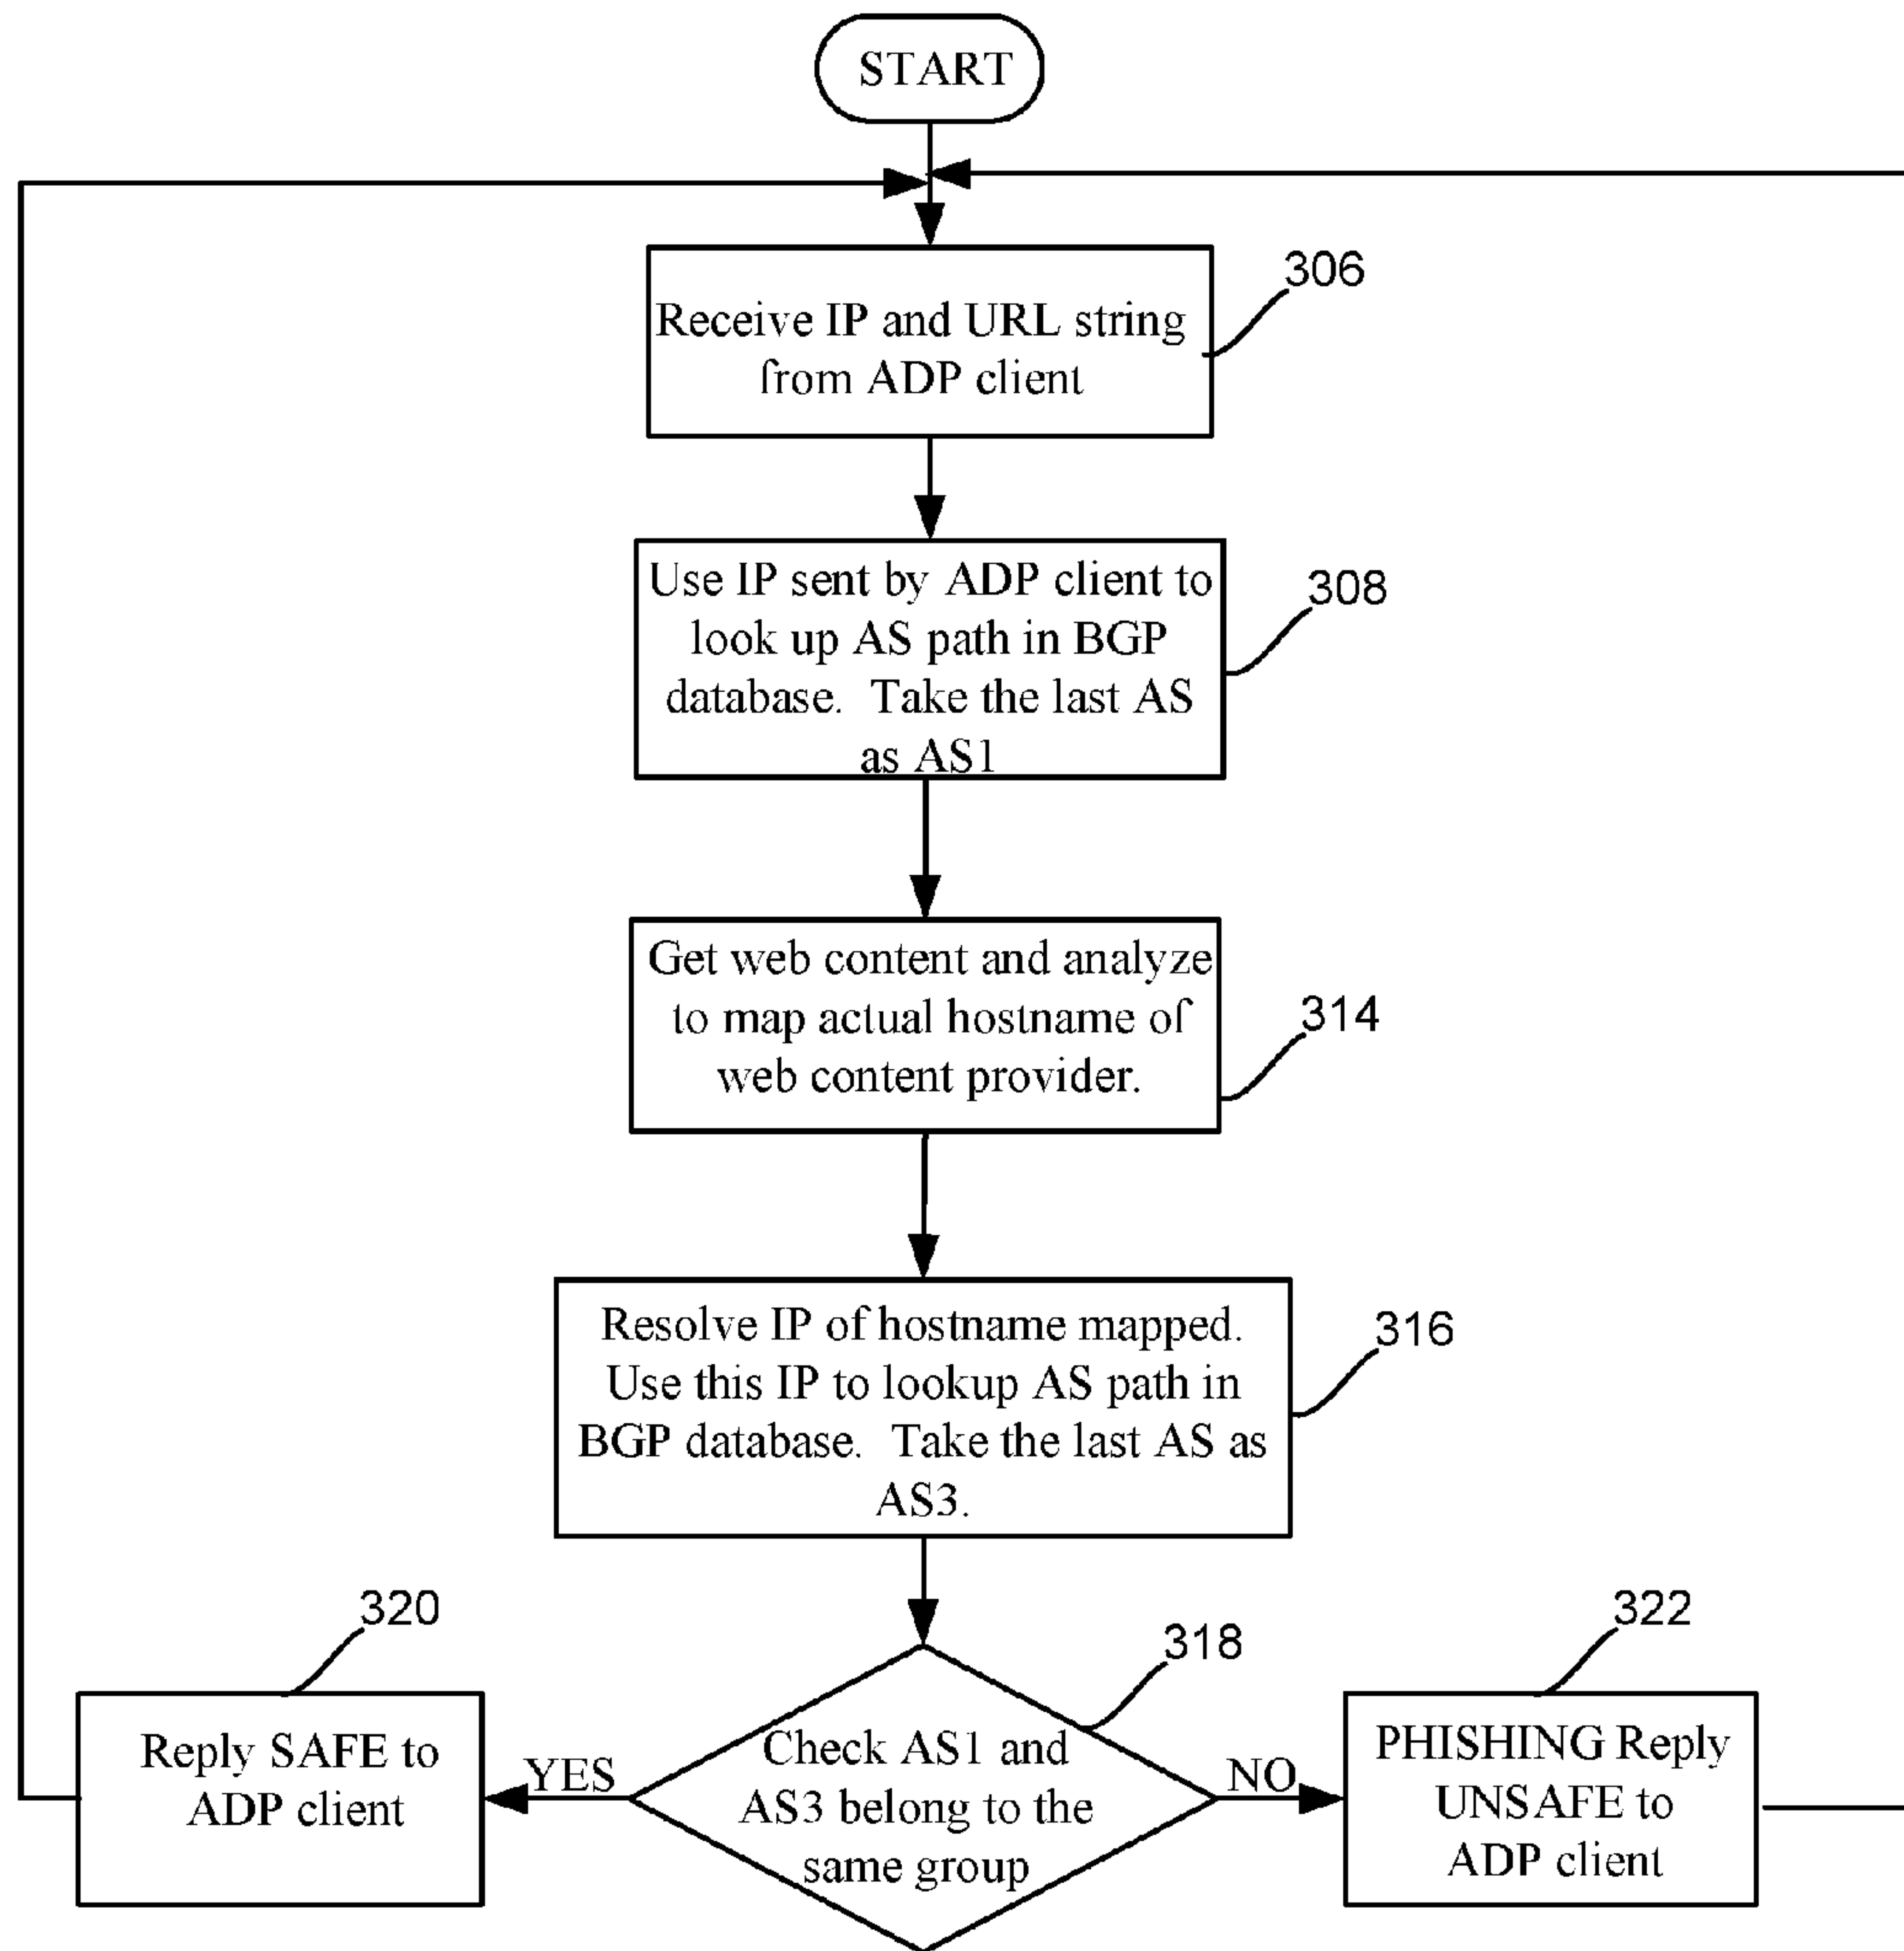 START
306
Receive IP and URL string
from ADP client
308
Use IP sent by ADP client to
look up AS path in BGP
database. Take the last AS
as AS1
314
Get web content and analyze
to map actual hostname of
web content provider.
316
Resolve IP of hostname mapped.
Use this IP to lookup AS path in
BGP database. Take the last AS as
AS3.
320
318
322
Reply SAFE to
ADP client
YES
Check AS1 and
AS3 belong to the
same group
NO
PHISHING Reply
UNSAFE to
ADP client